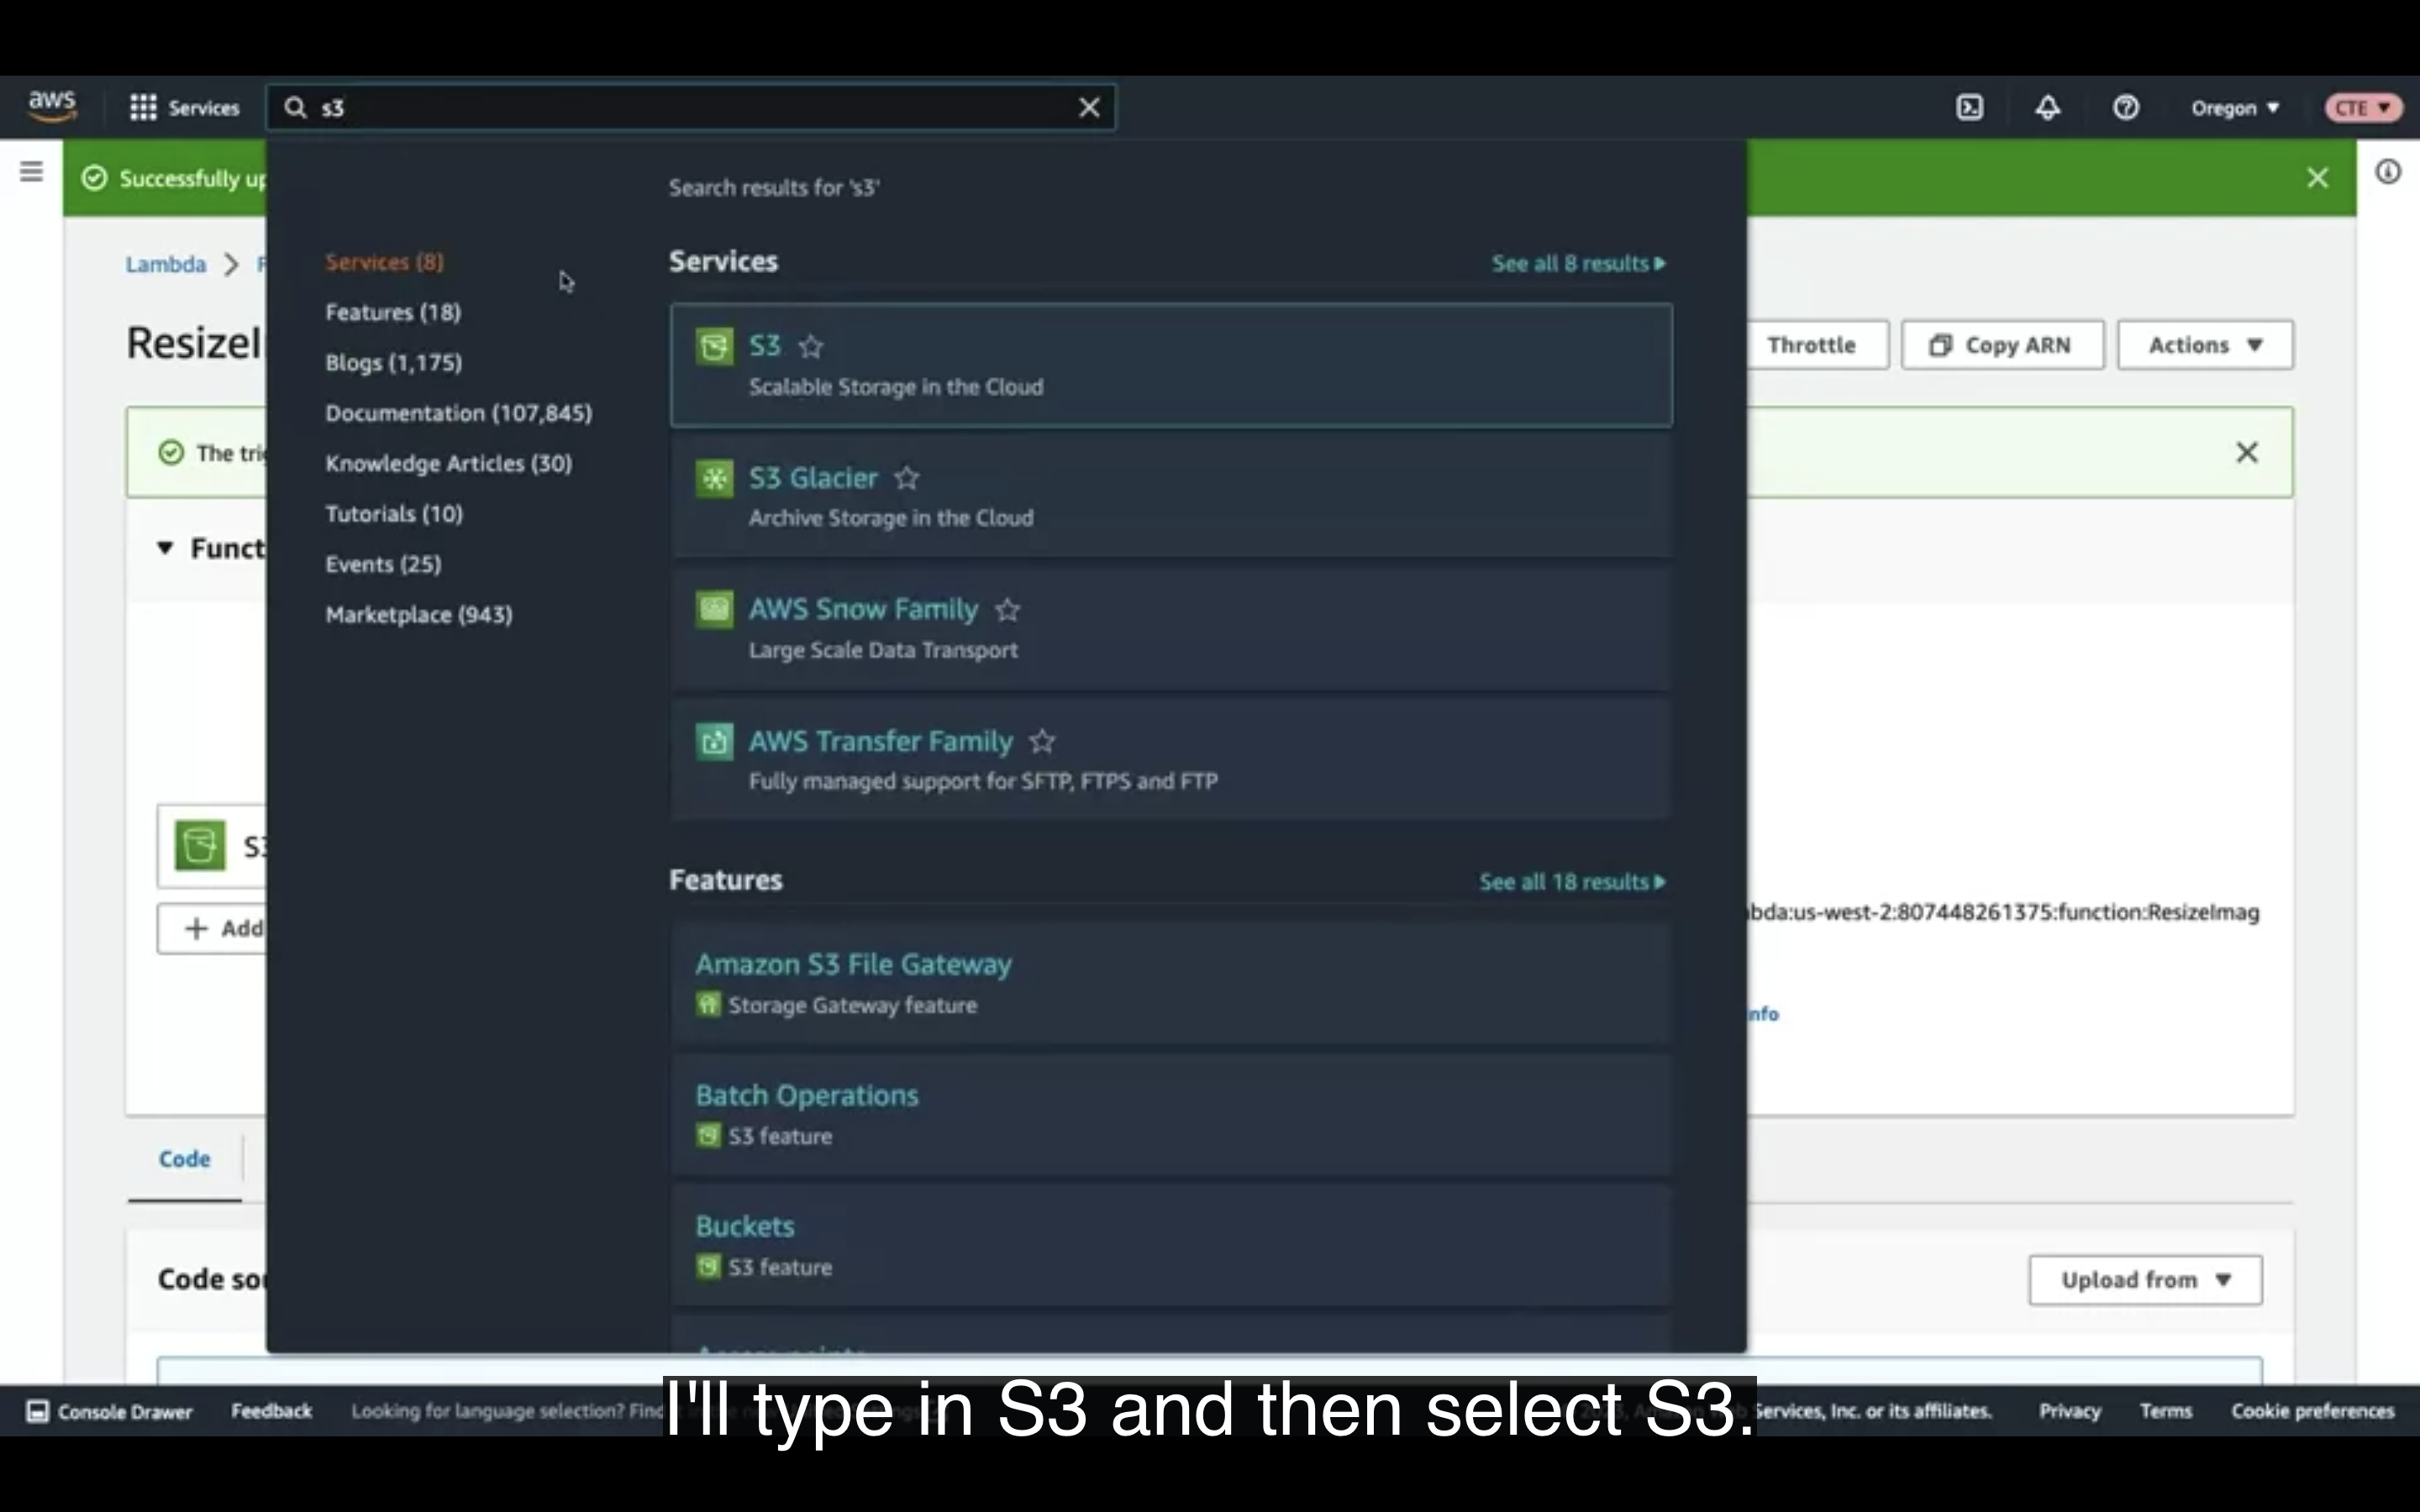 aws
Services
s3
Oregon
CTE
Successfully up
Search results for 's3'
Lambda
Services (8)
Features (18)
Blogs (1,175)
Documentation (107,845)
Knowledge Articles (30)
Tutorials (10)
Events (25)
Marketplace (943)
Services
See all 8 results
S3
Scalable Storage in the Cloud
S3 Glacier
Archive Storage in the Cloud
AWS Snow Family
Large Scale Data Transport
AWS Transfer Family
Fully managed support for SFTP, FTPS and FTP
Features
See all 18 results
Amazon S3 File Gateway
Storage Gateway feature
Batch Operations
S3 feature
Buckets
S3 feature
ResizeI
Throttle
Copy ARN
Actions
The tri
Funct
S3
Add
bda:us-west-2:807448261375:function:ResizeImag
nfo
Code
Code sou
Upload from
Console Drawer
Feedback
Looking for language selection? Find
Services, Inc. or its affiliates.
Privacy
Terms
Cookie preferences
I'll type in S3 and then select S3.